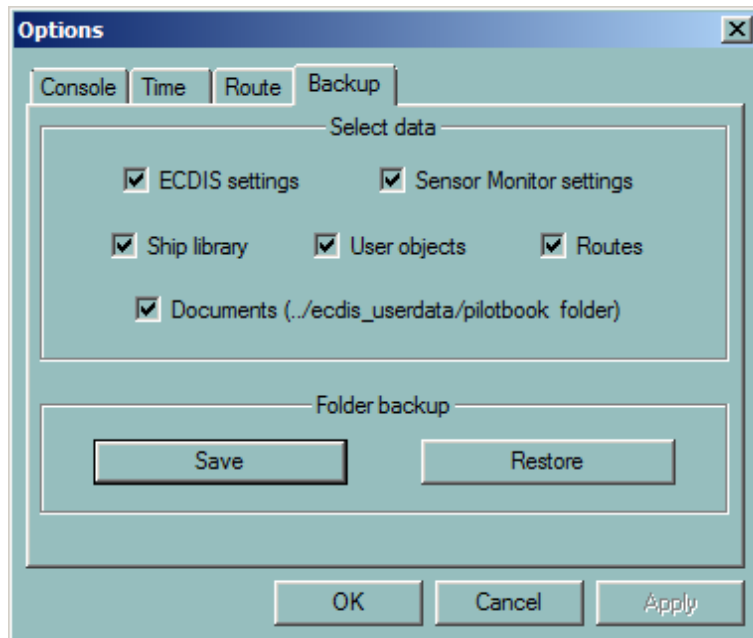 Options
Console Time Route Backup
Select data
ECDIS settings Sensor Monitor settings
Ship library User objects Routes
Documents (../ecdis_userdata/pilotbook folder)
Folder backup
Save Restore
OK Cancel Apply